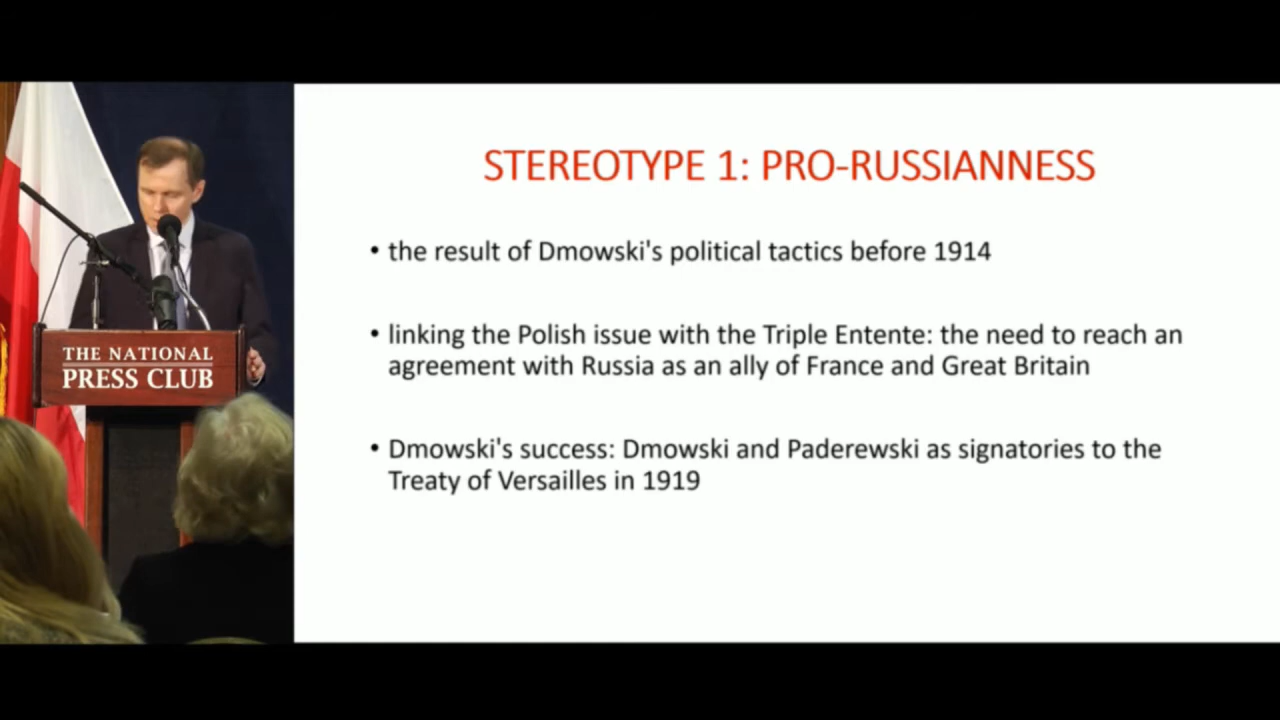 THE NATIONAL
PRESS CLUB
STEREOTYPE 1: PRO-RUSSIANNESS
• the result of Dmowski's political tactics before 1914
• linking the Polish issue with the Triple Entente: the need to reach an
agreement with Russia as an ally of France and Great Britain
• Dmowski's success: Dmowski and Paderewski as signatories to the
Treaty of Versailles in 1919